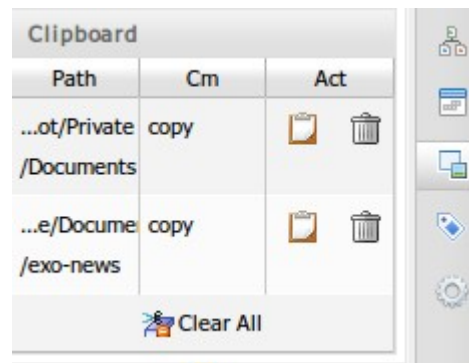 Clipboard
Path Cm Act
...ot/Private copy
/Documents
...e/Docume copy
/exo-news
Clear All